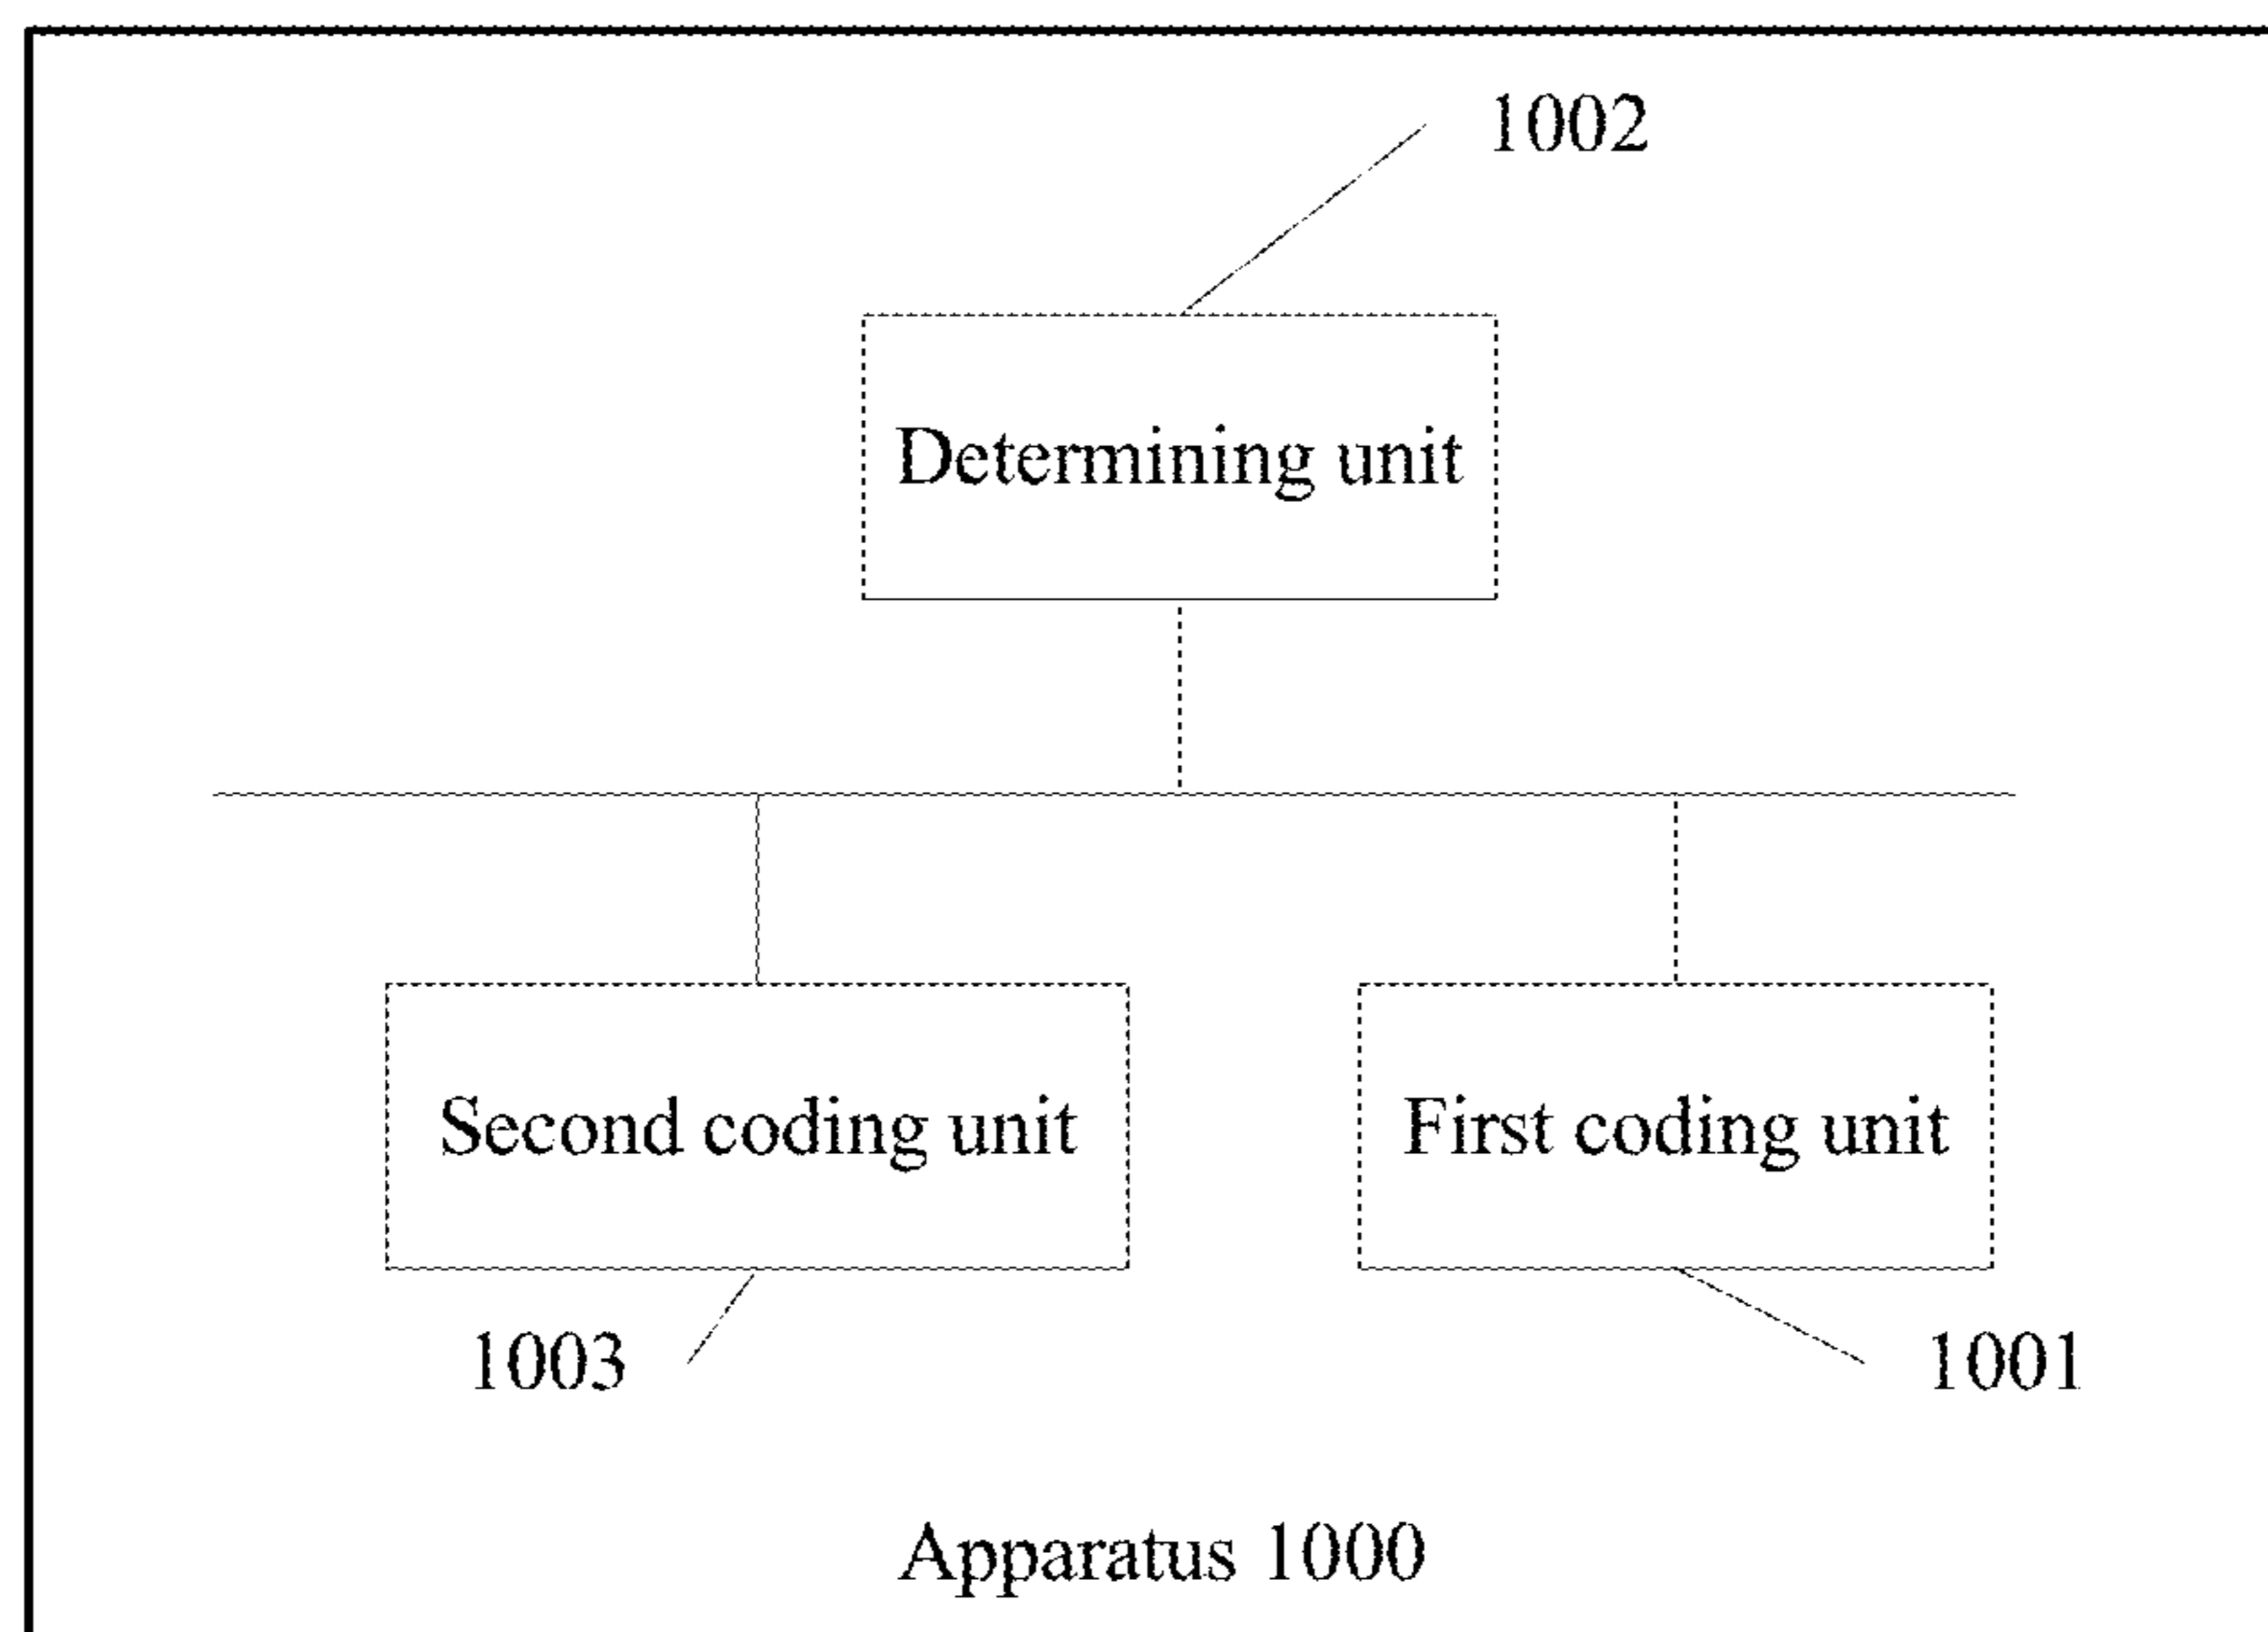 1002
Determining unit
Second coding unit
First coding unit
1003
1001
Apparatus 1000